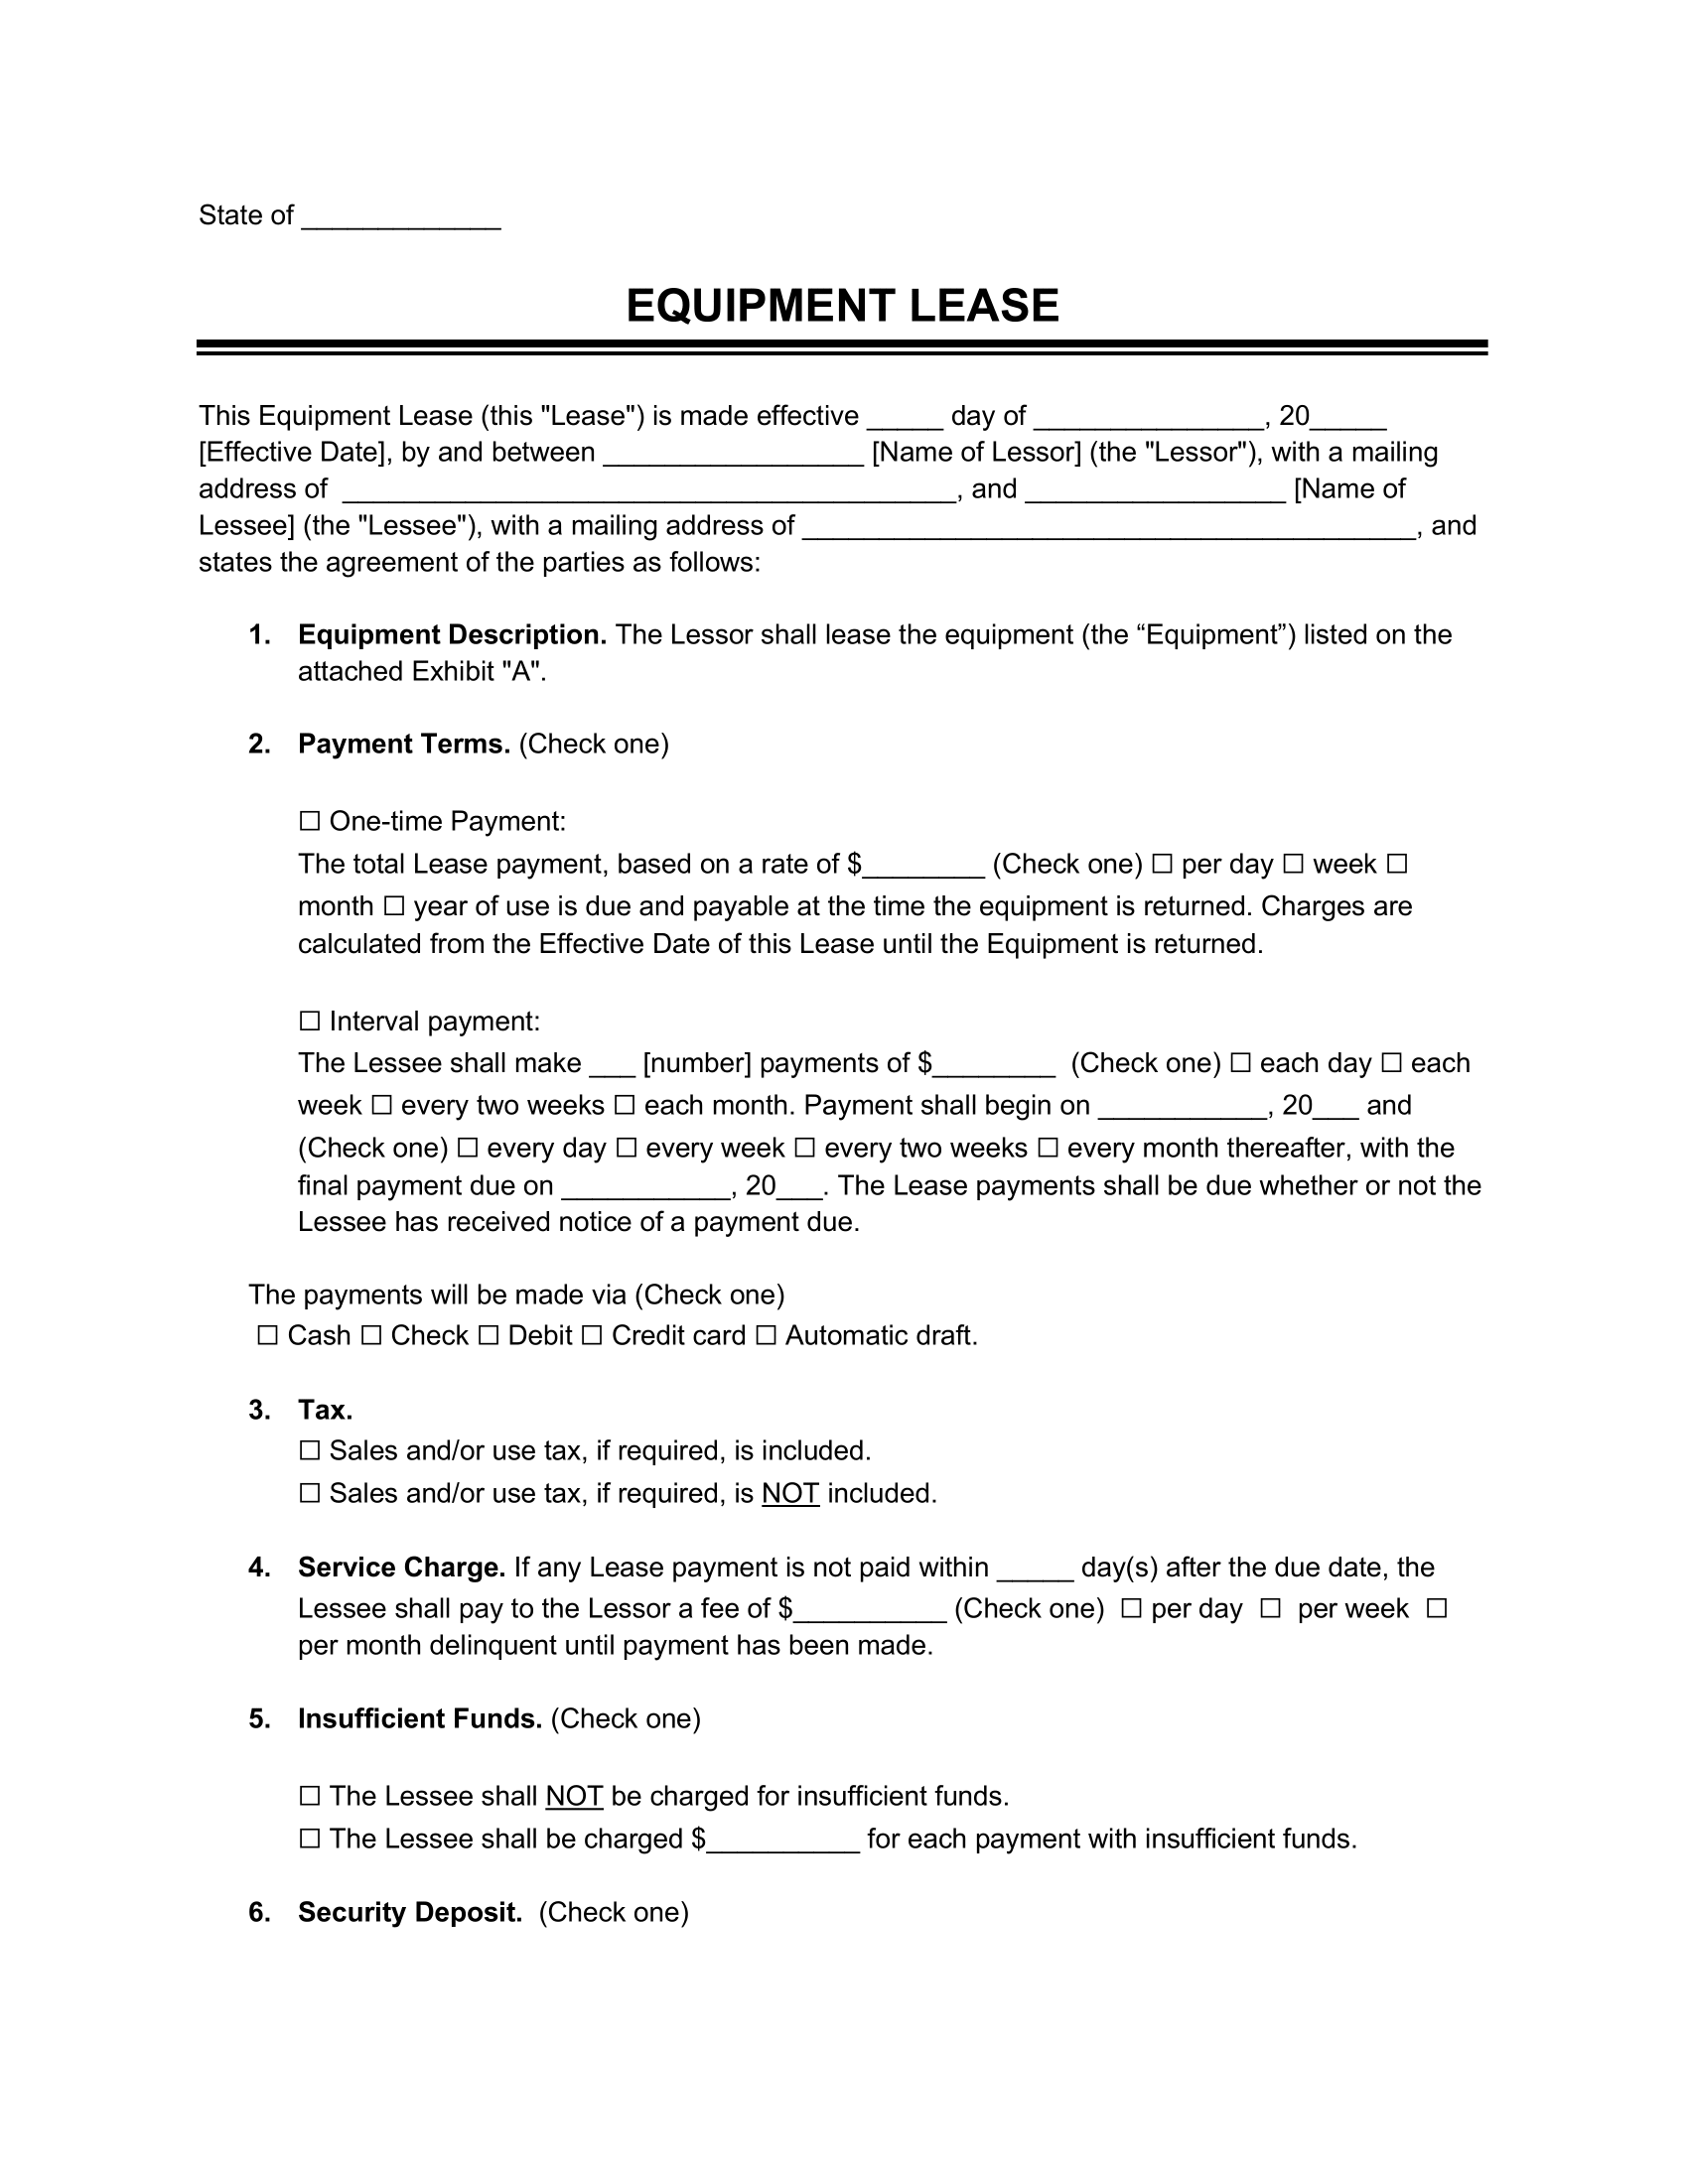 State of _____________
EQUIPMENT LEASE
This Equipment Lease (this "Lease") is made effective _____ day of _______________, 20_____
[Effective Date], by and between _________________ [Name of Lessor] (the "Lessor"), with a mailing
address of  ________________________________________, and _________________ [Name of
Lessee] (the "Lessee"), with a mailing address of ________________________________________, and
states the agreement of the parties as follows:
1. Equipment Description. The Lessor shall lease the equipment (the “Equipment”) listed on the
attached Exhibit "A".
2. Payment Terms. (Check one)
☐ One-time Payment:
The total Lease payment, based on a rate of $________ (Check one) ☐ per day ☐ week ☐
month ☐ year of use is due and payable at the time the equipment is returned. Charges are
calculated from the Effective Date of this Lease until the Equipment is returned.
☐ Interval payment:
The Lessee shall make ___ [number] payments of $________  (Check one) ☐ each day ☐ each
week ☐ every two weeks ☐ each month. Payment shall begin on ___________, 20___ and
(Check one) ☐ every day ☐ every week ☐ every two weeks ☐ every month thereafter, with the
final payment due on ___________, 20___. The Lease payments shall be due whether or not the
Lessee has received notice of a payment due.
The payments will be made via (Check one)
☐ Cash ☐ Check ☐ Debit ☐ Credit card ☐ Automatic draft.
3. Tax.
☐ Sales and/or use tax, if required, is included.
☐ Sales and/or use tax, if required, is NOT included.
4. Service Charge. If any Lease payment is not paid within _____ day(s) after the due date, the
Lessee shall pay to the Lessor a fee of $__________ (Check one)  ☐ per day  ☐  per week  ☐
per month delinquent until payment has been made.
5. Insufficient Funds. (Check one)
☐ The Lessee shall NOT be charged for insufficient funds.
☐ The Lessee shall be charged $__________ for each payment with insufficient funds.
6. Security Deposit.  (Check one)